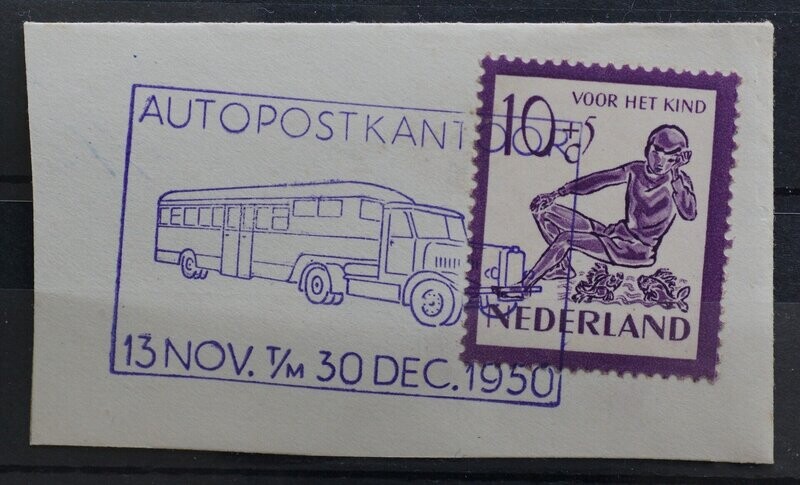 AUTOPOSTKANTOOR
13 NOV. T/M 30 DEC. 1950
VOOR HET KIND
10 + 5
c
NEDERLAND